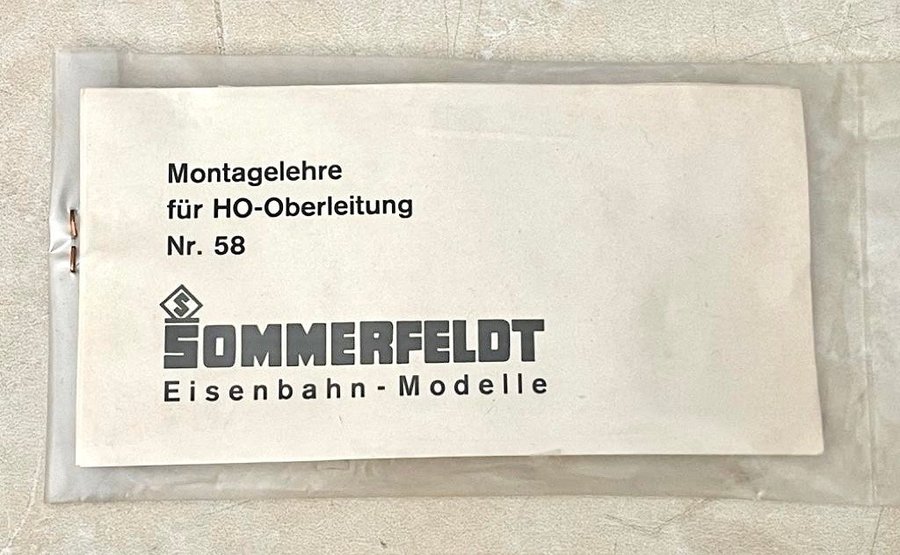 Montagelehre
für HO-Oberleitung
Nr. 58
S
SOMMERFELDT
Eisenbahn-Modelle